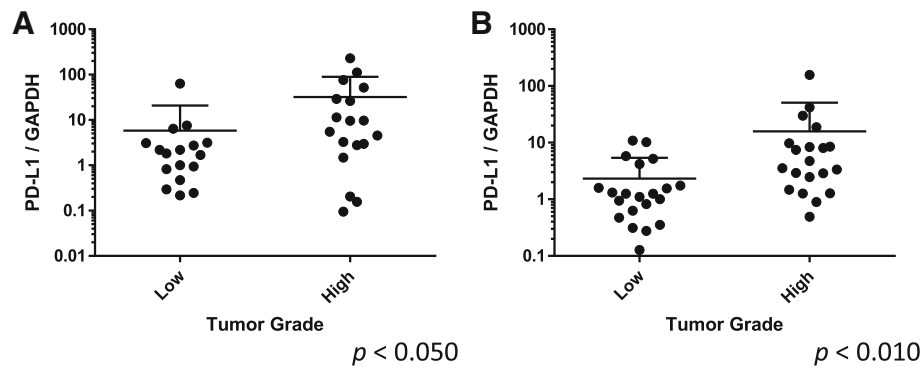 A
B
PD-L1 / GAPDH
1000
100
10
1
0.1
0.01
Low
High
Tumor Grade
p < 0.050
PD-L1 / GAPDH
1000
100
10
1
0.1
Low
High
Tumor Grade
p < 0.010